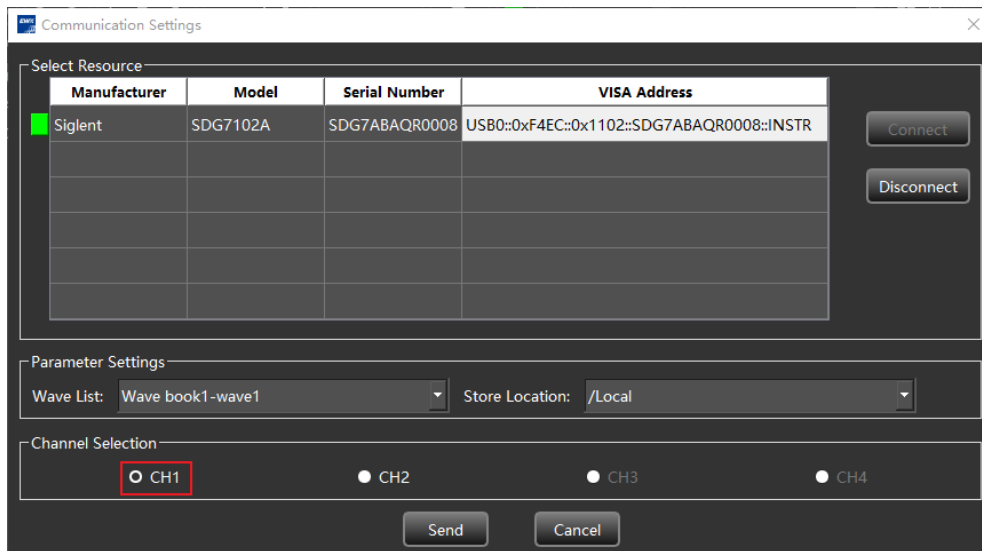 Communication Settings
Select Resource
Manufacturer Model Serial Number VISA Address
Siglent SDG7102A SDG7ABAQR0008 USB0::0xF4EC::0x1102::SDG7ABAQR0008::INSTR
Connect
Disconnect
Parameter Settings
Wave List: Wave book1-wave1 Store Location: /Local
Channel Selection
CH1 CH2 CH3 CH4
Send Cancel